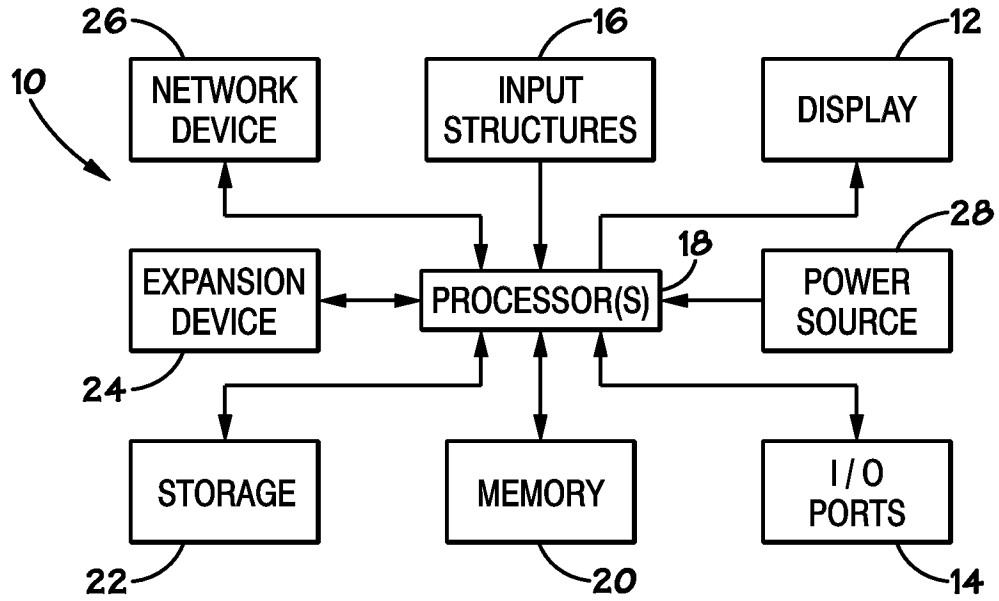 26
16
12
10
NETWORK
DEVICE
INPUT
STRUCTURES
DISPLAY
28
18
EXPANSION
DEVICE
PROCESSOR(S)
POWER
SOURCE
24
STORAGE
MEMORY
I / O
PORTS
22
20
14